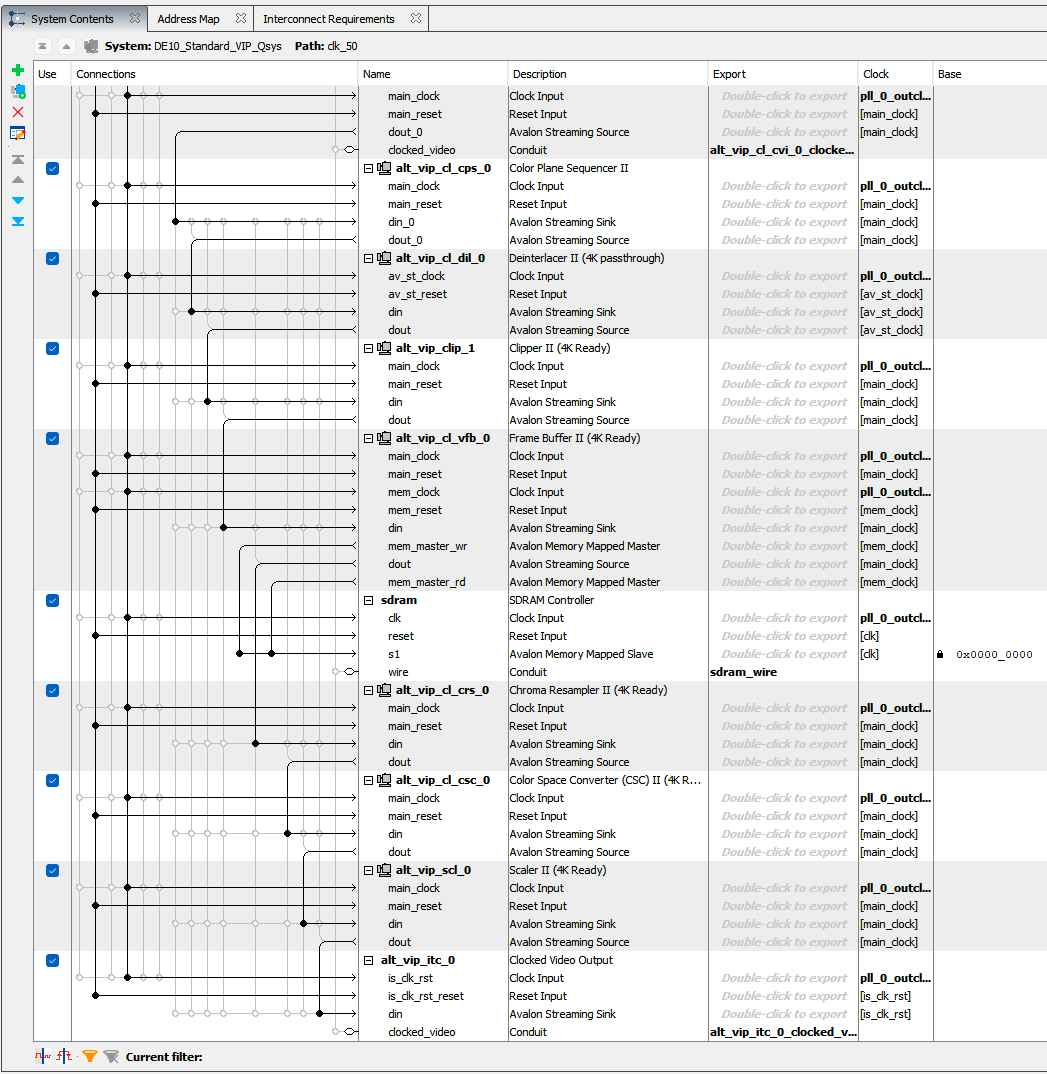 System Contents Address Map Interconnect Requirements
System: DE10_Standard_VIP_Qsys Path: clk_50
Use Connections Name Description Export Clock Base
main_clock Clock Input Double-click to export pll_0_outcl...
main_reset Reset Input Double-click to export [main_clock]
dout_0 Avalon Streaming Source Double-click to export [main_clock]
clocked_video Conduit alt_vip_cl_cvi_0_clocke...
alt_vip_cl_cps_0 Color Plane Sequencer II
main_clock Clock Input Double-click to export pll_0_outcl...
main_reset Reset Input Double-click to export [main_clock]
din_0 Avalon Streaming Sink Double-click to export [main_clock]
dout_0 Avalon Streaming Source Double-click to export [main_clock]
alt_vip_cl_dil_0 Deinterlacer II (4K passthrough)
av_st_clock Clock Input Double-click to export pll_0_outcl...
av_st_reset Reset Input Double-click to export [av_st_clock]
din Avalon Streaming Sink Double-click to export [av_st_clock]
dout Avalon Streaming Source Double-click to export [av_st_clock]
alt_vip_clip_1 Clipper II (4K Ready)
main_clock Clock Input Double-click to export pll_0_outcl...
main_reset Reset Input Double-click to export [main_clock]
din Avalon Streaming Sink Double-click to export [main_clock]
dout Avalon Streaming Source Double-click to export [main_clock]
alt_vip_cl_vfb_0 Frame Buffer II (4K Ready)
main_clock Clock Input Double-click to export pll_0_outcl...
main_reset Reset Input Double-click to export [main_clock]
mem_clock Clock Input Double-click to export pll_0_outcl...
mem_reset Reset Input Double-click to export [mem_clock]
din Avalon Streaming Sink Double-click to export [main_clock]
mem_master_wr Avalon Memory Mapped Master Double-click to export [mem_clock]
dout Avalon Streaming Source Double-click to export [main_clock]
mem_master_rd Avalon Memory Mapped Master Double-click to export [mem_clock]
sdram SDRAM Controller
clk Clock Input Double-click to export pll_0_outcl...
reset Reset Input Double-click to export [clk]
s1 Avalon Memory Mapped Slave Double-click to export [clk] 0x0000_0000
wire Conduit sdram_wire
alt_vip_cl_crs_0 Chroma Resampler II (4K Ready)
main_clock Clock Input Double-click to export pll_0_outcl...
main_reset Reset Input Double-click to export [main_clock]
din Avalon Streaming Sink Double-click to export [main_clock]
dout Avalon Streaming Source Double-click to export [main_clock]
alt_vip_cl_csc_0 Color Space Converter (CSC) II (4K R...
main_clock Clock Input Double-click to export pll_0_outcl...
main_reset Reset Input Double-click to export [main_clock]
din Avalon Streaming Sink Double-click to export [main_clock]
dout Avalon Streaming Source Double-click to export [main_clock]
alt_vip_scl_0 Scaler II (4K Ready)
main_clock Clock Input Double-click to export pll_0_outcl...
main_reset Reset Input Double-click to export [main_clock]
din Avalon Streaming Sink Double-click to export [main_clock]
dout Avalon Streaming Source Double-click to export [main_clock]
alt_vip_itc_0 Clocked Video Output
is_clk_rst Clock Input Double-click to export pll_0_outcl...
is_clk_rst_reset Reset Input Double-click to export [is_clk_rst]
din Avalon Streaming Sink Double-click to export [is_clk_rst]
clocked_video Conduit alt_vip_itc_0_clocked_v...
Current filter: